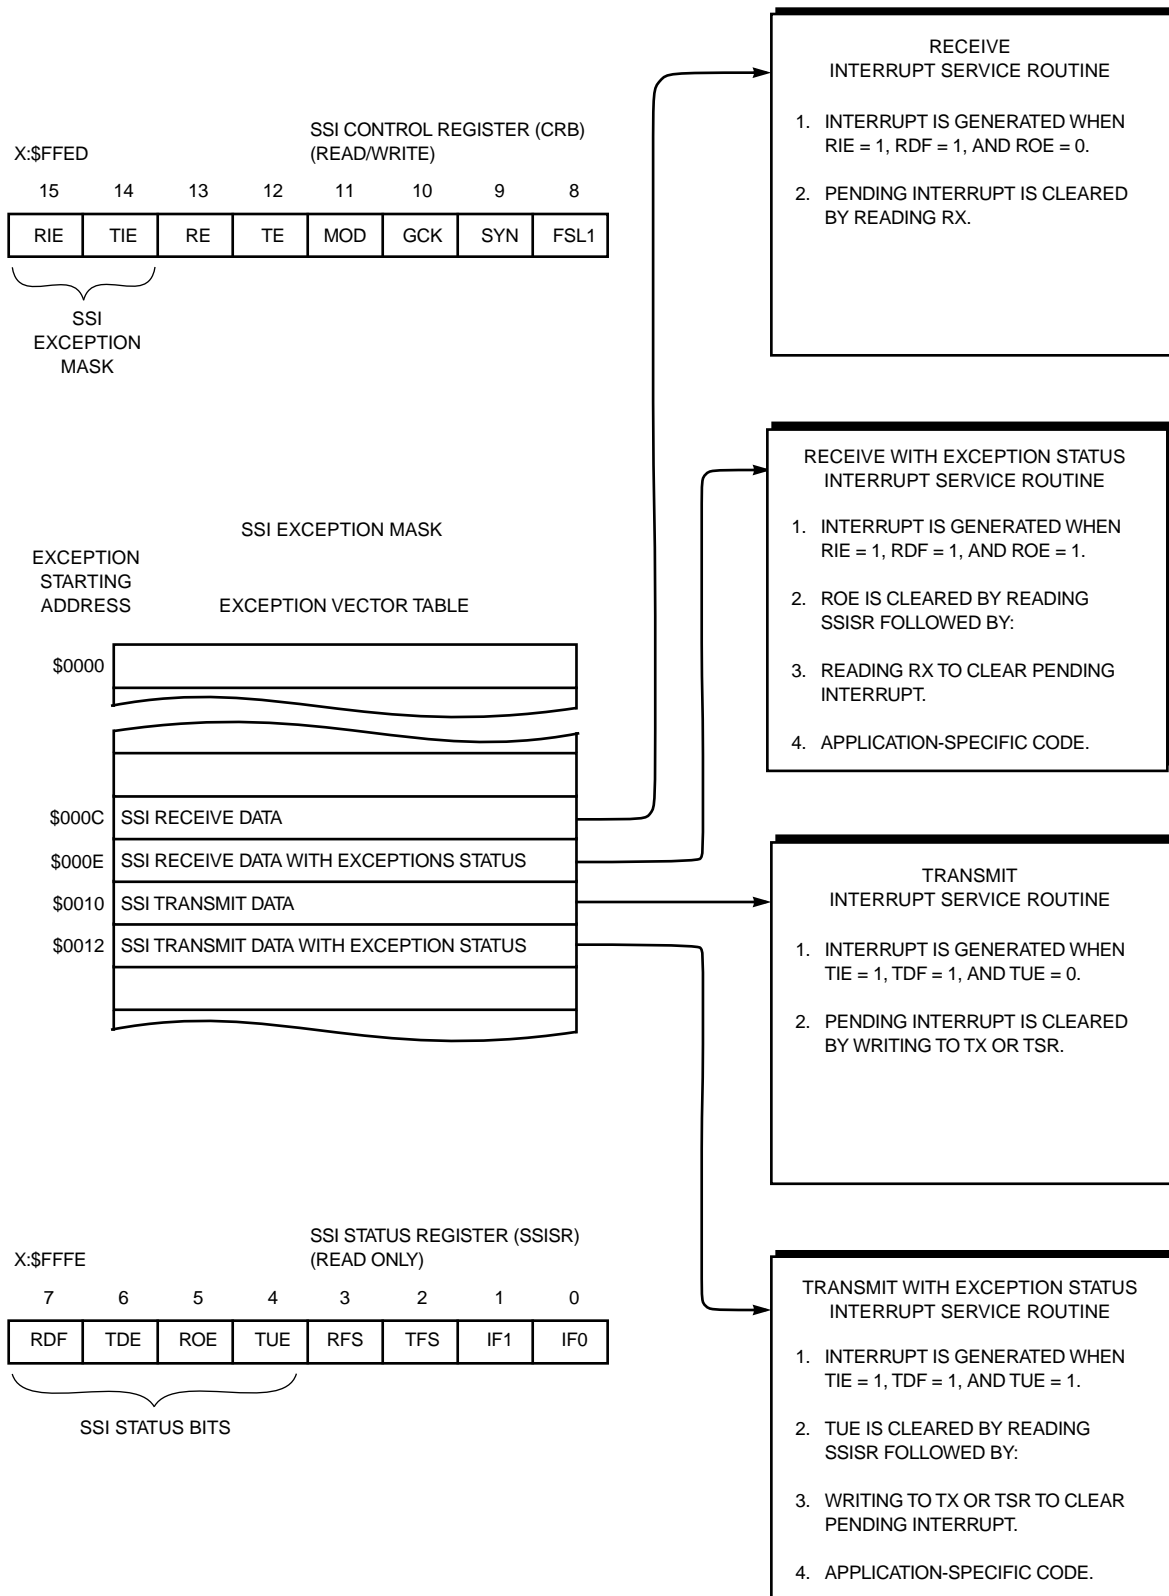 SSI CONTROL REGISTER (CRB)
X:$FFED (READ/WRITE)
15 14 13 12 11 10 9 8
RIE TIE RE TE MOD GCK SYN FSL1
SSI
EXCEPTION
MASK
SSI EXCEPTION MASK
EXCEPTION
STARTING
ADDRESS EXCEPTION VECTOR TABLE
$0000
$000C SSI RECEIVE DATA
$000E SSI RECEIVE DATA WITH EXCEPTIONS STATUS
$0010 SSI TRANSMIT DATA
$0012 SSI TRANSMIT DATA WITH EXCEPTION STATUS
SSI STATUS REGISTER (SSISR)
X:$FFFE (READ ONLY)
7 6 5 4 3 2 1 0
RDF TDE ROE TUE RFS TFS IF1 IF0
SSI STATUS BITS
RECEIVE
INTERRUPT SERVICE ROUTINE
1. INTERRUPT IS GENERATED WHEN
RIE = 1, RDF = 1, AND ROE = 0.
2. PENDING INTERRUPT IS CLEARED
BY READING RX.
RECEIVE WITH EXCEPTION STATUS
INTERRUPT SERVICE ROUTINE
1. INTERRUPT IS GENERATED WHEN
RIE = 1, RDF = 1, AND ROE = 1.
2. ROE IS CLEARED BY READING
SSISR FOLLOWED BY:
3. READING RX TO CLEAR PENDING
INTERRUPT.
4. APPLICATION-SPECIFIC CODE.
TRANSMIT
INTERRUPT SERVICE ROUTINE
1. INTERRUPT IS GENERATED WHEN
TIE = 1, TDF = 1, AND TUE = 0.
2. PENDING INTERRUPT IS CLEARED
BY WRITING TO TX OR TSR.
TRANSMIT WITH EXCEPTION STATUS
INTERRUPT SERVICE ROUTINE
1. INTERRUPT IS GENERATED WHEN
TIE = 1, TDF = 1, AND TUE = 1.
2. TUE IS CLEARED BY READING
SSISR FOLLOWED BY:
3. WRITING TO TX OR TSR TO CLEAR
PENDING INTERRUPT.
4. APPLICATION-SPECIFIC CODE.